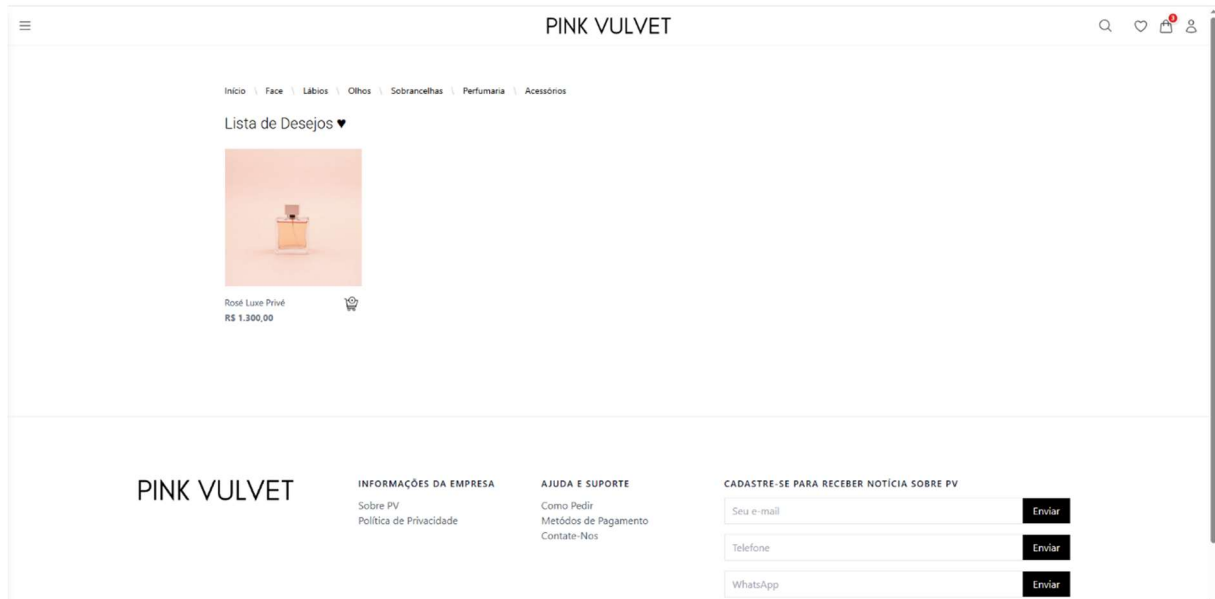 PINK VULVET
3
Início \ Face \ Lábios \ Olhos \ Sobrancelhas \ Perfumaria \ Acessórios
Lista de Desejos ♥
Rosé Luxe Privé
R$ 1.300,00
PINK VULVET
INFORMAÇÕES DA EMPRESA
Sobre PV
Política de Privacidade
AJUDA E SUPORTE
Como Pedir
Metódos de Pagamento
Contate-Nos
CADASTRE-SE PARA RECEBER NOTÍCIA SOBRE PV
Seu e-mail Enviar
Telefone Enviar
WhatsApp Enviar